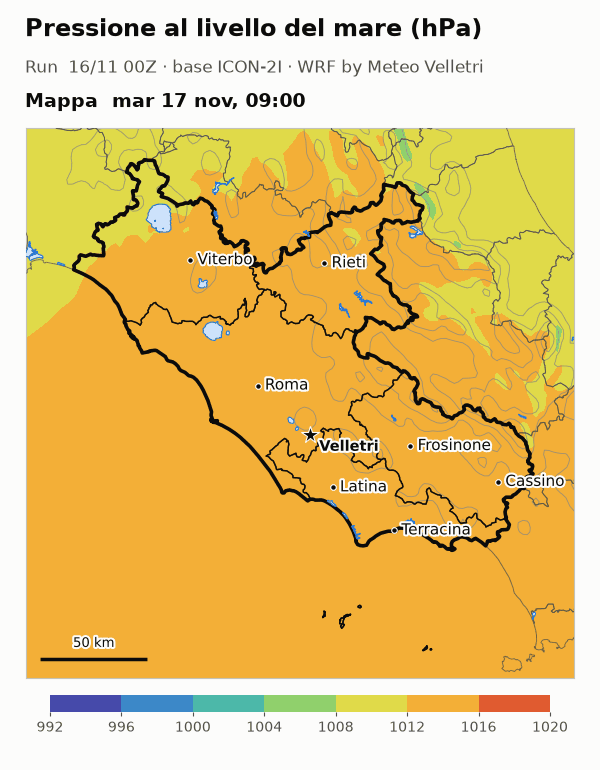 Pressione al livello del mare (hPa)
Run  16/11 00Z · base ICON-2I · WRF by Meteo Velletri
Mappa  mar 17 nov, 09:00
Viterbo
Rieti
Roma
Velletri
Frosinone
Cassino
Latina
Terracina
50 km
992 996 1000 1004 1008 1012 1016 1020